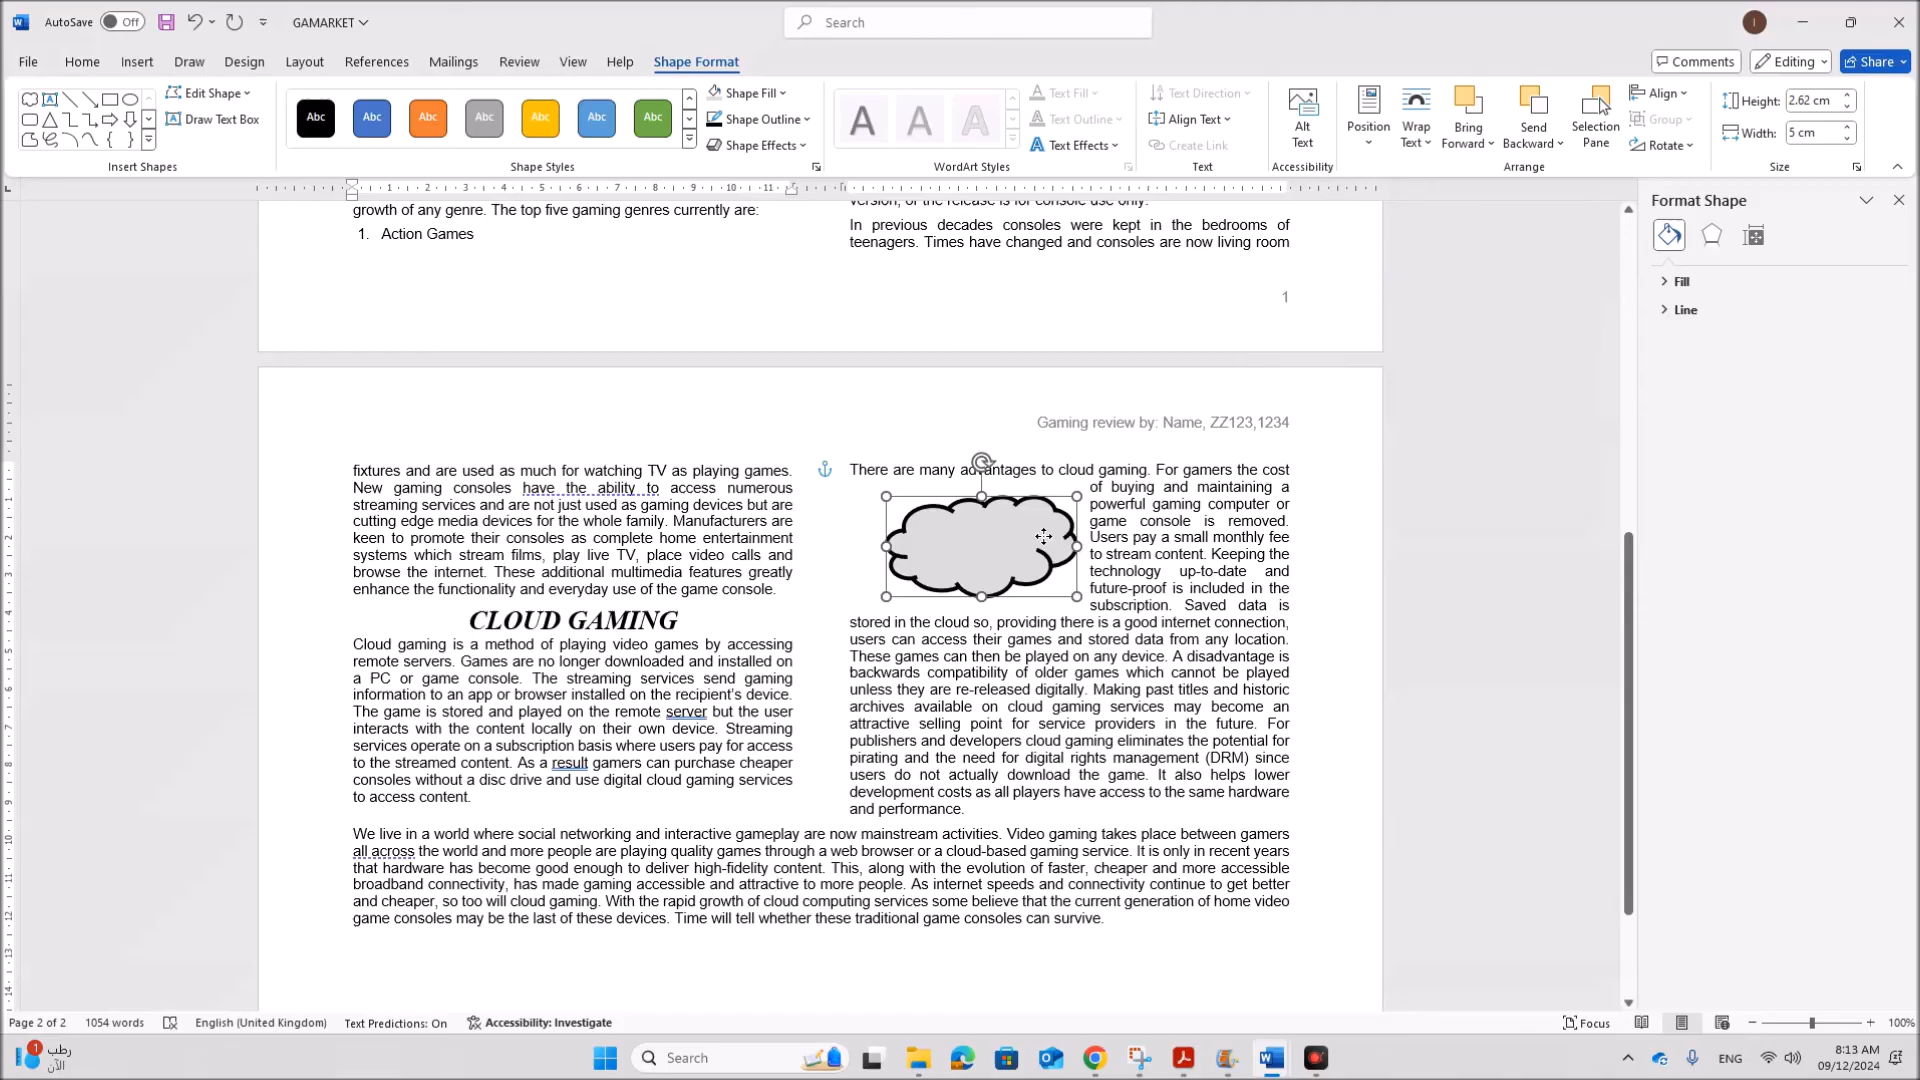 AutoSave Off GAMARKET Search I
File Home Insert Draw Design Layout References Mailings Review View Help Shape Format Comments Editing Share
Edit Shape
Draw Text Box
Insert Shapes
Abc Abc Abc Abc Abc Abc Abc
Shape Fill
Shape Outline
Shape Effects
Shape Styles
A A A
Text Fill
Text Outline
Text Effects
WordArt Styles
Text Direction
Align Text
Create Link
Text
Alt
Text
Accessibility
Position
Wrap
Text
Bring
Forward
Send
Backward
Selection
Pane
Align
Group
Rotate
Arrange
Height: 2.62 cm
Width: 5 cm
Size
Format Shape
Fill
Line
growth of any genre. The top five gaming genres currently are:
1. Action Games
version, or the release is for console use only.
In previous decades consoles were kept in the bedrooms of
teenagers. Times have changed and consoles are now living room
1
Gaming review by: Name, ZZ123,1234
fixtures and are used as much for watching TV as playing games.
New gaming consoles have the ability to access numerous
streaming services and are not just used as gaming devices but are
cutting edge media devices for the whole family. Manufacturers are
keen to promote their consoles as complete home entertainment
systems which stream films, play live TV, place video calls and
browse the internet. These additional multimedia features greatly
enhance the functionality and everyday use of the game console.
CLOUD GAMING
Cloud gaming is a method of playing video games by accessing
remote servers. Games are no longer downloaded and installed on
a PC or game console. The streaming services send gaming
information to an app or browser installed on the recipient's device.
The game is stored and played on the remote server but the user
interacts with the content locally on their own device. Streaming
services operate on a subscription basis where users pay for access
to the streamed content. As a result gamers can purchase cheaper
consoles without a disc drive and use digital cloud gaming services
to access content.
There are many advantages to cloud gaming. For gamers the cost
of buying and maintaining a
powerful gaming computer or
game console is removed.
Users pay a small monthly fee
to stream content. Keeping the
technology up-to-date and
future-proof is included in the
subscription. Saved data is
stored in the cloud so, providing there is a good internet connection,
users can access their games and stored data from any location.
These games can then be played on any device. A disadvantage is
backwards compatibility of older games which cannot be played
unless they are re-released digitally. Making past titles and historic
archives available on cloud gaming services may become an
attractive selling point for service providers in the future. For
publishers and developers cloud gaming eliminates the potential for
pirating and the need for digital rights management (DRM) since
users do not actually download the game. It also helps lower
development costs as all players have access to the same hardware
and performance.
We live in a world where social networking and interactive gameplay are now mainstream activities. Video gaming takes place between gamers
all across the world and more people are playing quality games through a web browser or a cloud-based gaming service. It is only in recent years
that hardware has become good enough to deliver high-fidelity content. This, along with the evolution of faster, cheaper and more accessible
broadband connectivity, has made gaming accessible and attractive to more people. As internet speeds and connectivity continue to get better
and cheaper, so too will cloud gaming. With the rapid growth of cloud computing services some believe that the current generation of home video
game consoles may be the last of these devices. Time will tell whether these traditional game consoles can survive.
Page 2 of 2 1054 words English (United Kingdom) Text Predictions: On Accessibility: Investigate Focus 100%
1
رطب
الآن
Search
ENG
8:13 AM
09/12/2024